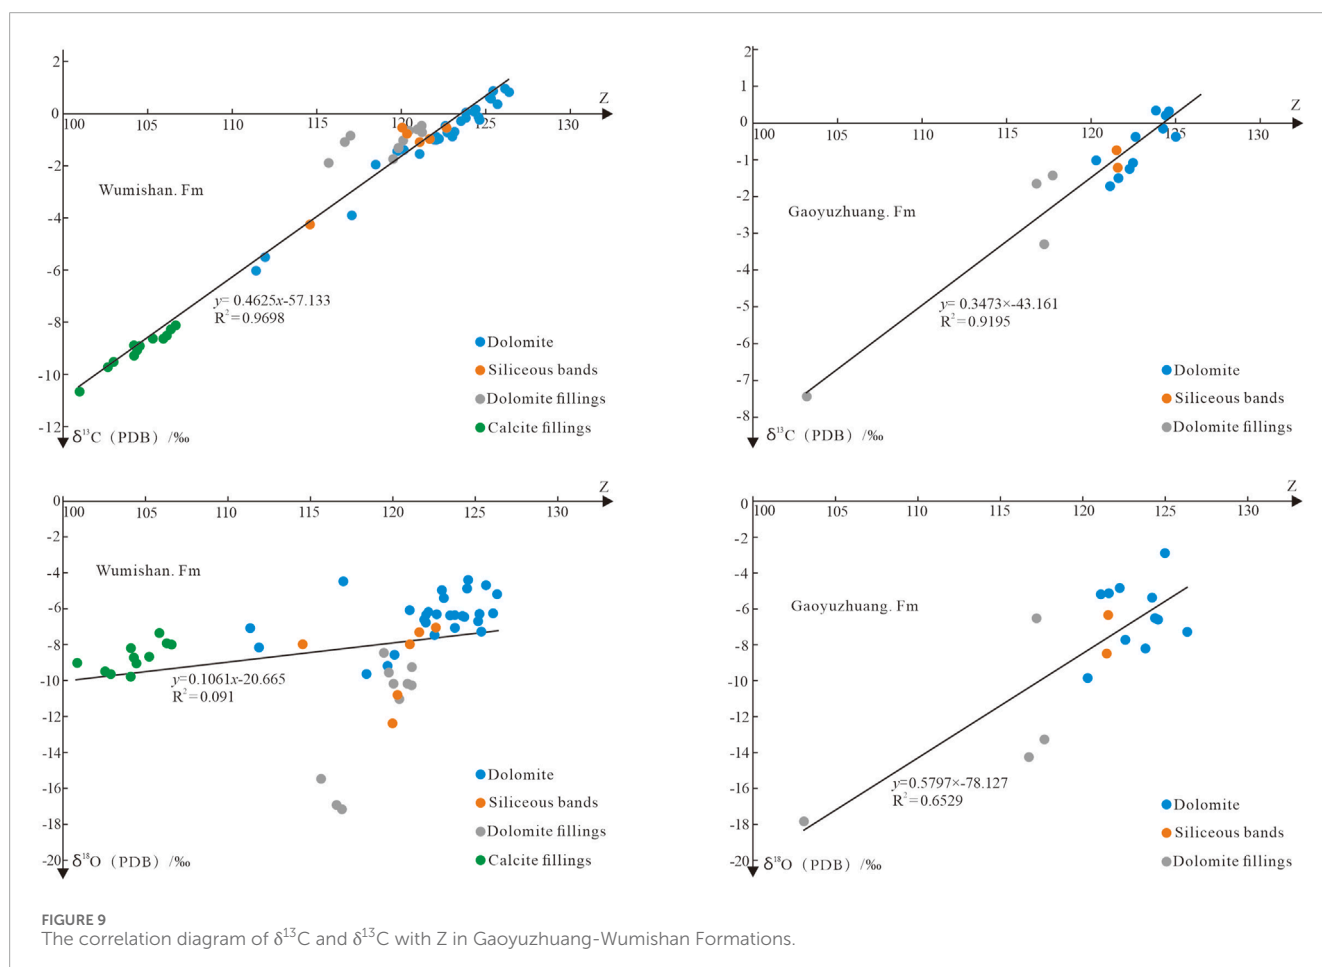 2
0
-2
-4
-6
-8
-10
-12
100 105 110 115 120 125 130
Z
Wumishan. Fm
y= 0.4625x-57.133
R²=0.9698
Dolomite
Siliceous bands
Dolomite fillings
Calcite fillings
δ¹³C (PDB) /‰
2
1
0
-1
-2
-3
-4
-5
-6
-7
-8
100 105 110 115 120 125 130
Z
Gaoyuzhuang. Fm
y= 0.3473×-43.161
R²=0.9195
Dolomite
Siliceous bands
Dolomite fillings
δ¹³C (PDB) /‰
0
-2
-4
-6
-8
-10
-12
-14
-16
-18
-20
100 105 110 115 120 125 130
Z
Wumishan. Fm
y=0.1061x-20.665
R²=0.091
Dolomite
Siliceous bands
Dolomite fillings
Calcite fillings
δ¹⁸O (PDB) /‰
0
-2
-4
-6
-8
-10
-12
-14
-16
-18
-20
100 105 110 115 120 125 130
Z
Gaoyuzhuang. Fm
y=0.5797×-78.127
R²=0.6529
Dolomite
Siliceous bands
Dolomite fillings
δ¹⁸O (PDB) /‰
FIGURE 9
The correlation diagram of δ¹³C and δ¹³C with Z in Gaoyuzhuang-Wumishan Formations.